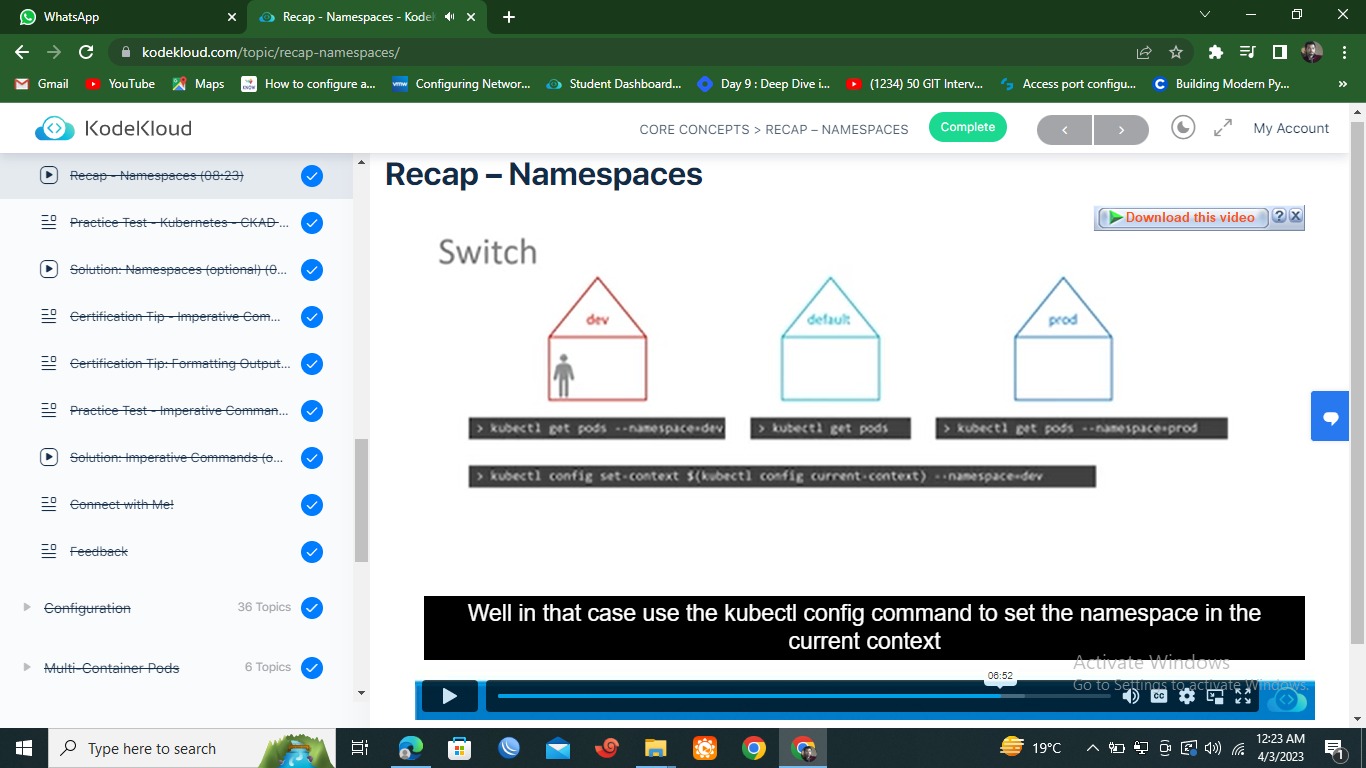 WhatsApp
Recap - Namespaces - Kodek
kodekloud.com/topic/recap-namespaces/
Gmail
YouTube
Maps
How to configure a...
Configuring Networ...
Student Dashboard...
Day 9 : Deep Dive i...
(1234) 50 GIT Interv...
Access port configu...
Building Modern Py...
KodeKloud
CORE CONCEPTS > RECAP – NAMESPACES
Complete
My Account
Recap - Namespaces (08:23)
Practice Test - Kubernetes - CKAD ...
Solution: Namespaces (optional) (0...
Certification Tip - Imperative Com...
Certification Tip: Formatting Output...
Practice Test - Imperative Comman...
Solution: Imperative Commands (o...
Connect with Me!
Feedback
Configuration 36 Topics
Multi-Container Pods 6 Topics
Recap – Namespaces
Download this video ? X
Switch
dev
default
prod
> kubectl get pods --namespace=dev
> kubectl get pods
> kubectl get pods --namespace=prod
> kubectl config set-context $(kubectl config current-context) --namespace=dev
Well in that case use the kubectl config command to set the namespace in the
current context
Activate Windows
Go to Settings to activate Windows.
06:52
CC
Type here to search
19°C
12:23 AM
4/3/2023
1